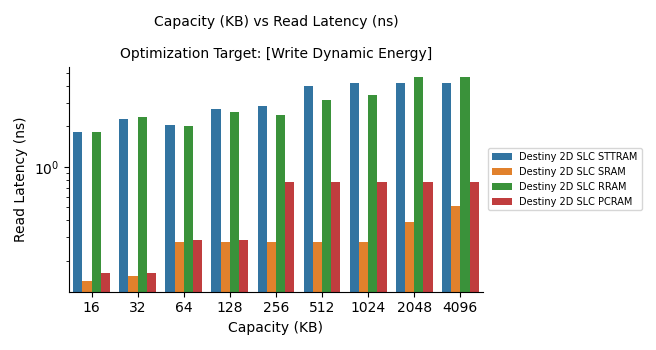 Capacity (KB) vs Read Latency (ns)
Optimization Target: [Write Dynamic Energy]
Read Latency (ns)
10⁰
Destiny 2D SLC STTRAM
Destiny 2D SLC SRAM
Destiny 2D SLC RRAM
Destiny 2D SLC PCRAM
16 32 64 128 256 512 1024 2048 4096
Capacity (KB)